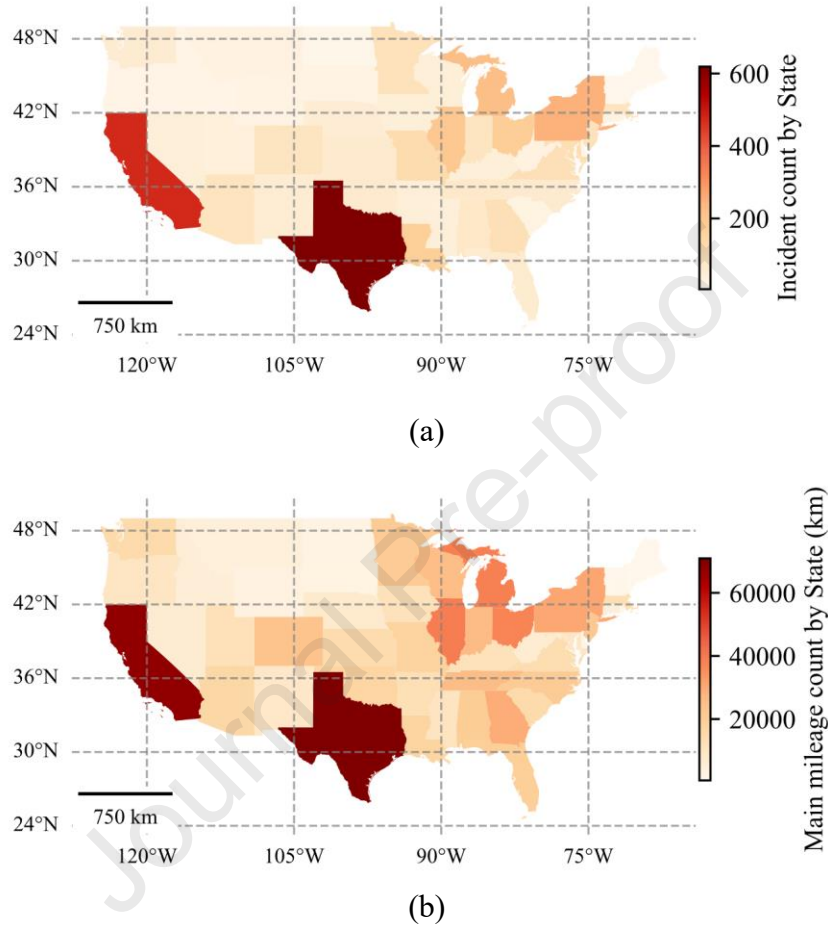 48°N
42°N
36°N
30°N
24°N
750 km
120°W 105°W 90°W 75°W
600
400
200
Incident count by State
(a)
48°N
42°N
36°N
30°N
24°N
750 km
120°W 105°W 90°W 75°W
60000
40000
20000
Main mileage count by State (km)
(b)
Journal Pre-proof